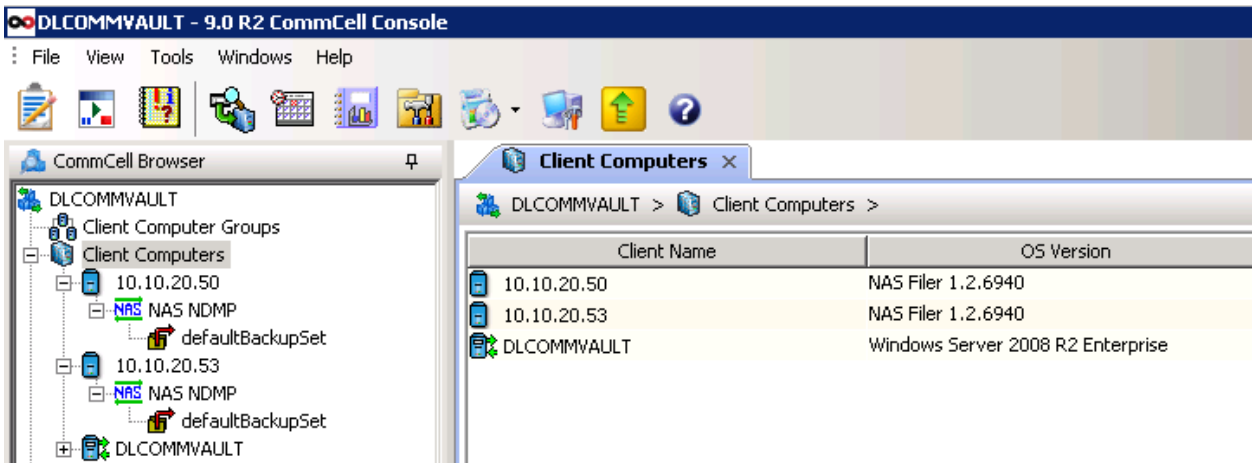 DLCOMMVAULT - 9.0 R2 CommCell Console
File View Tools Windows Help
CommCell Browser
DLCOMMVAULT
Client Computer Groups
Client Computers
10.10.20.50
NAS NAS NDMP
defaultBackupSet
10.10.20.53
NAS NAS NDMP
defaultBackupSet
DLCOMMVAULT
Client Computers
DLCOMMVAULT > Client Computers >
Client Name OS Version
10.10.20.50 NAS Filer 1.2.6940
10.10.20.53 NAS Filer 1.2.6940
DLCOMMVAULT Windows Server 2008 R2 Enterprise